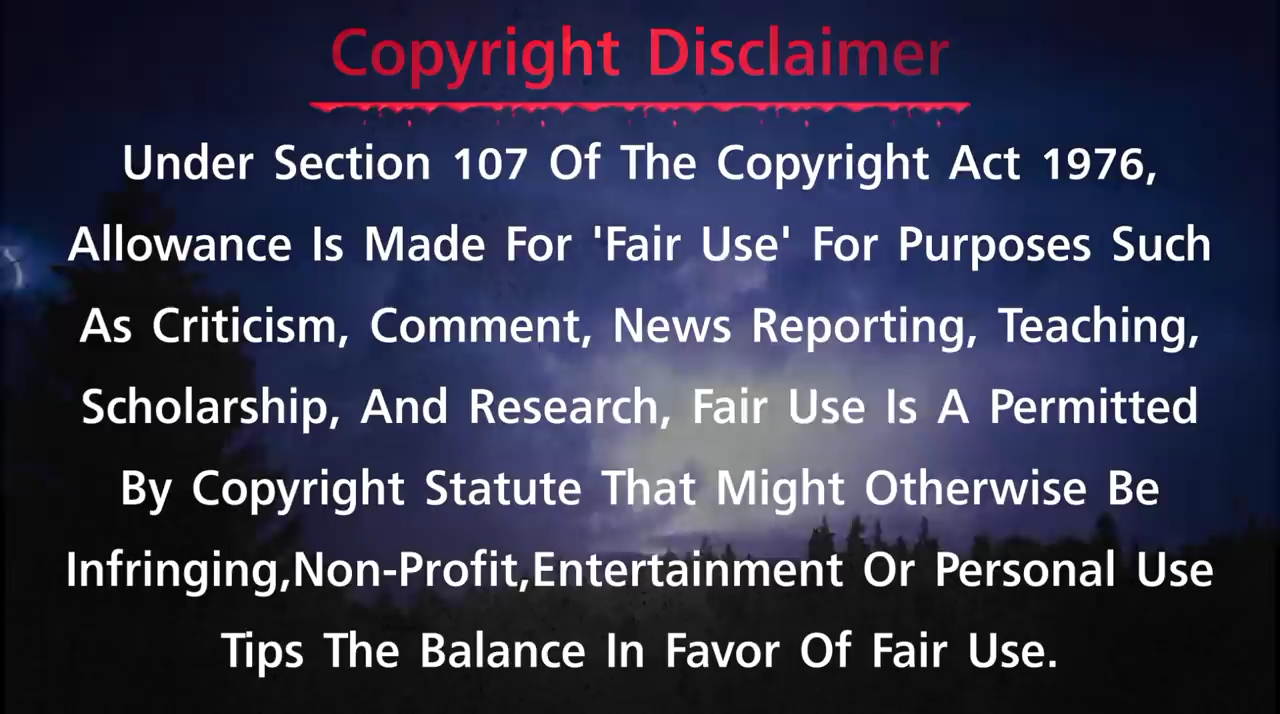 Copyright Disclaimer
Under Section 107 Of The Copyright Act 1976,
Allowance Is Made For 'Fair Use' For Purposes Such
As Criticism, Comment, News Reporting, Teaching,
Scholarship, And Research, Fair Use Is A Permitted
By Copyright Statute That Might Otherwise Be
Infringing,Non-Profit,Entertainment Or Personal Use
Tips The Balance In Favor Of Fair Use.